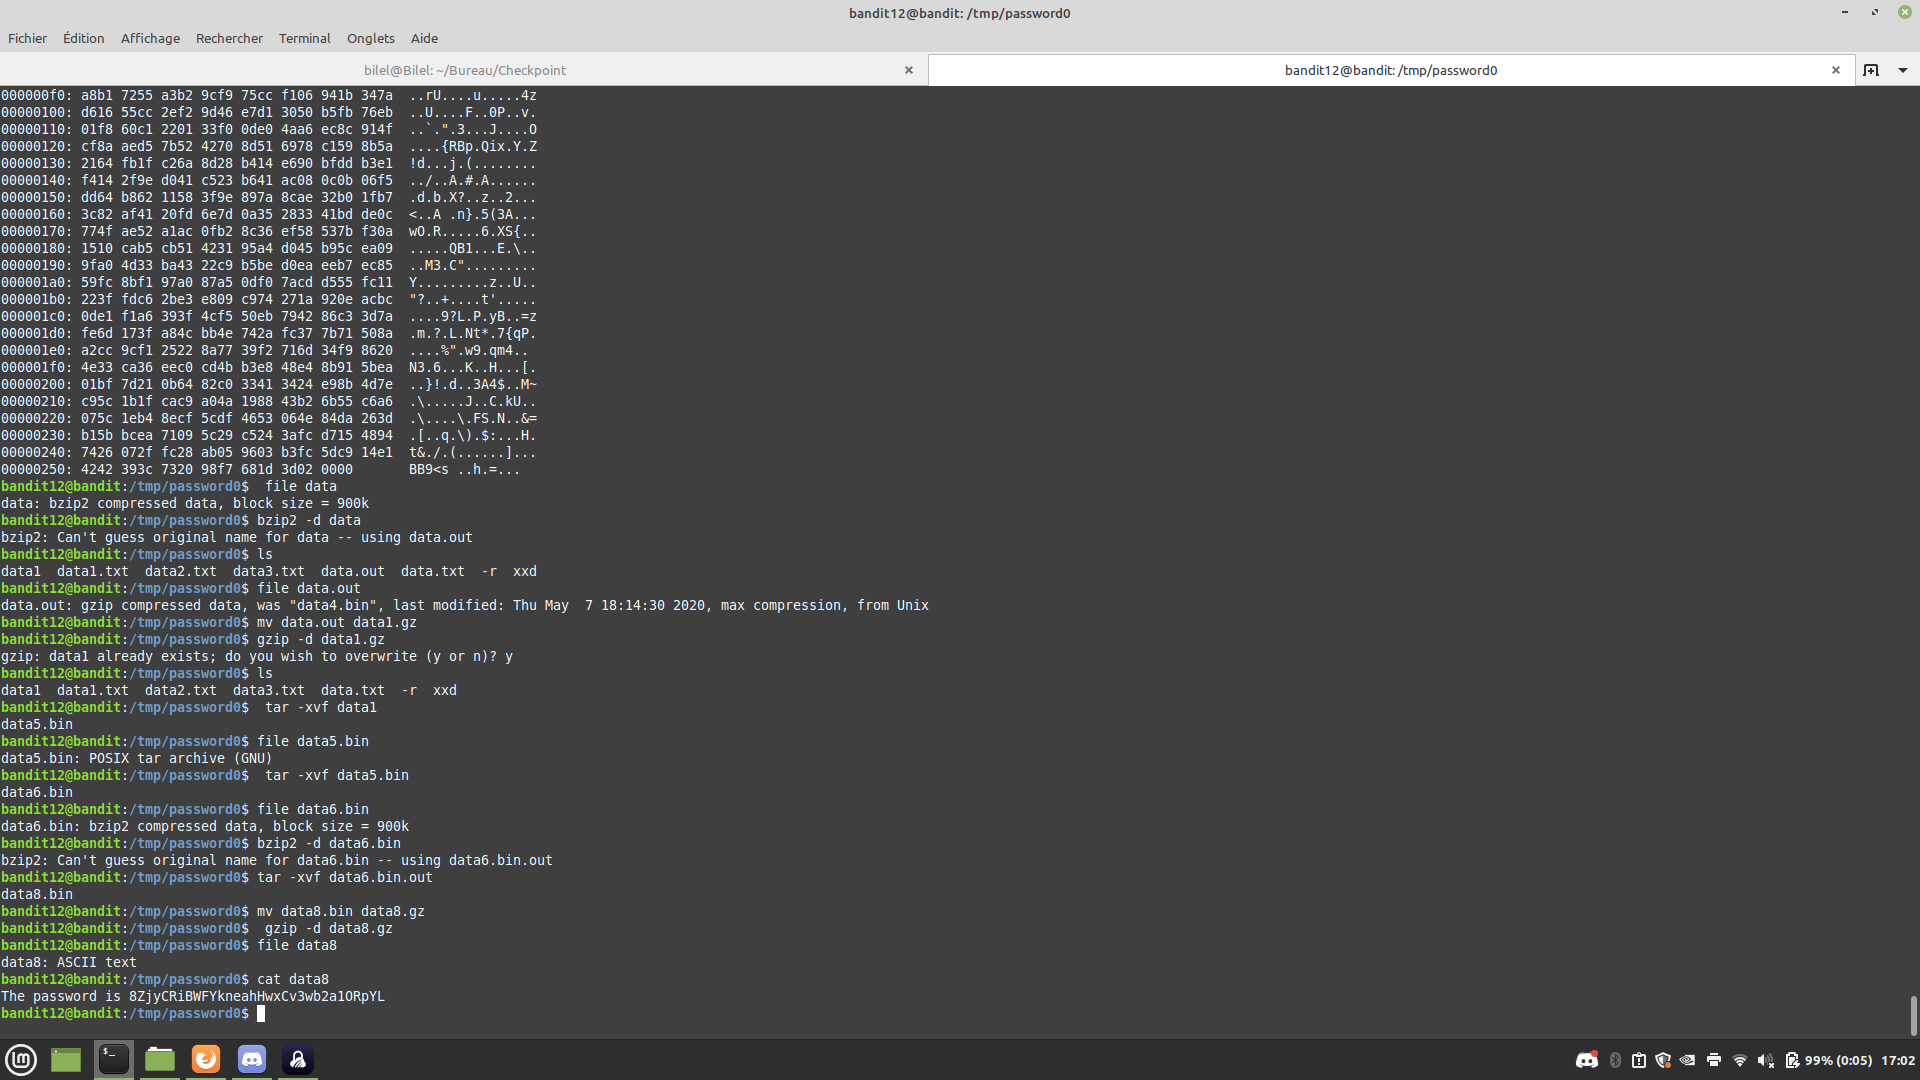 bandit12@bandit: /tmp/password0
Fichier Édition Affichage Rechercher Terminal Onglets Aide
bilel@Bilel: ~/Bureau/Checkpoint
bandit12@bandit: /tmp/password0
000000f0: a8b1 7255 a3b2 9cf9 75cc f106 941b 347a  ..rU....u.....4z
00000100: d616 55cc 2ef2 9d46 e7d1 3050 b5fb 76eb  ..U....F..0P..v.
00000110: 01f8 60c1 2201 33f0 0de0 4aa6 ec8c 914f  ..`.".3...J....O
00000120: cf8a aed5 7b52 4270 8d51 6978 c159 8b5a  ....{RBp.Qix.Y.Z
00000130: 2164 fb1f c26a 8d28 b414 e690 bfdd b3e1  !d...j.(........
00000140: f414 2f9e d041 c523 b641 ac08 0c0b 06f5  ../..A.#.A......
00000150: dd64 b862 1158 3f9e 897a 8cae 32b0 1fb7  .d.b.X?..z..2...
00000160: 3c82 af41 20fd 6e7d 0a35 2833 41bd de0c  <..A .n}.5(3A...
00000170: 774f ae52 a1ac 0fb2 8c36 ef58 537b f30a  wO.R.....6.XS{..
00000180: 1510 cab5 cb51 4231 95a4 d045 b95c ea09  .....QB1...E.\..
00000190: 9fa0 4d33 ba43 22c9 b5be d0ea eeb7 ec85  ..M3.C".........
000001a0: 59fc 8bf1 97a0 87a5 0df0 7acd d555 fc11  Y.........z..U..
000001b0: 223f fdc6 2be3 e809 c974 271a 920e acbc  "?..+....t'.....
000001c0: 0de1 f1a6 393f 4cf5 50eb 7942 86c3 3d7a  ....9?L.P.yB..=z
000001d0: fe6d 173f a84c bb4e 742a fc37 7b71 508a  .m.?.L.Nt*.7{qP.
000001e0: a2cc 9cf1 2522 8a77 39f2 716d 34f9 8620  ....%".w9.qm4..
000001f0: 4e33 ca36 eec0 cd4b b3e8 48e4 8b91 5bea  N3.6...K..H...[.
00000200: 01bf 7d21 0b64 82c0 3341 3424 e98b 4d7e  ..}!.d..3A4$..M~
00000210: c95c 1b1f cac9 a04a 1988 43b2 6b55 c6a6  .\.....J..C.kU..
00000220: 075c 1eb4 8ecf 5cdf 4653 064e 84da 263d  .\....\.FS.N..&=
00000230: b15b bcea 7109 5c29 c524 3afc d715 4894  .[..q.\).$:...H.
00000240: 7426 072f fc28 ab05 9603 b3fc 5dc9 14e1  t&./.(......]...
00000250: 4242 393c 7320 98f7 681d 3d02 0000       BB9<s ..h.=...
bandit12@bandit:/tmp/password0$  file data
data: bzip2 compressed data, block size = 900k
bandit12@bandit:/tmp/password0$ bzip2 -d data
bzip2: Can't guess original name for data -- using data.out
bandit12@bandit:/tmp/password0$ ls
data1  data1.txt  data2.txt  data3.txt  data.out  data.txt  -r  xxd
bandit12@bandit:/tmp/password0$ file data.out
data.out: gzip compressed data, was "data4.bin", last modified: Thu May  7 18:14:30 2020, max compression, from Unix
bandit12@bandit:/tmp/password0$ mv data.out data1.gz
bandit12@bandit:/tmp/password0$ gzip -d data1.gz
gzip: data1 already exists; do you wish to overwrite (y or n)? y
bandit12@bandit:/tmp/password0$ ls
data1  data1.txt  data2.txt  data3.txt  data.txt  -r  xxd
bandit12@bandit:/tmp/password0$  tar -xvf data1
data5.bin
bandit12@bandit:/tmp/password0$ file data5.bin
data5.bin: POSIX tar archive (GNU)
bandit12@bandit:/tmp/password0$  tar -xvf data5.bin
data6.bin
bandit12@bandit:/tmp/password0$ file data6.bin
data6.bin: bzip2 compressed data, block size = 900k
bandit12@bandit:/tmp/password0$ bzip2 -d data6.bin
bzip2: Can't guess original name for data6.bin -- using data6.bin.out
bandit12@bandit:/tmp/password0$ tar -xvf data6.bin.out
data8.bin
bandit12@bandit:/tmp/password0$ mv data8.bin data8.gz
bandit12@bandit:/tmp/password0$  gzip -d data8.gz
bandit12@bandit:/tmp/password0$ file data8
data8: ASCII text
bandit12@bandit:/tmp/password0$ cat data8
The password is 8ZjyCRiBWFYkneahHwxCv3wb2a1ORpYL
bandit12@bandit:/tmp/password0$
99% (0:05) 17:02